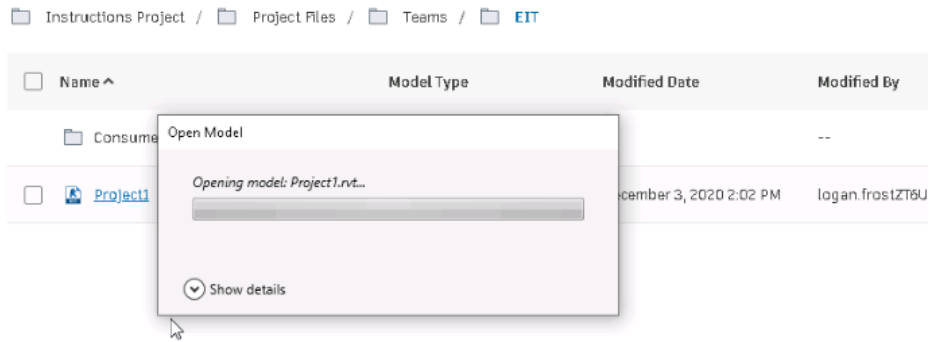 Instructions Project / Project Files / Teams / EIT
Name Model Type Modified Date Modified By
Open Model
Consume --
Opening model: Project1.rvt...
Project1 cember 3, 2020 2:02 PM logan.frostZT6U
Show details